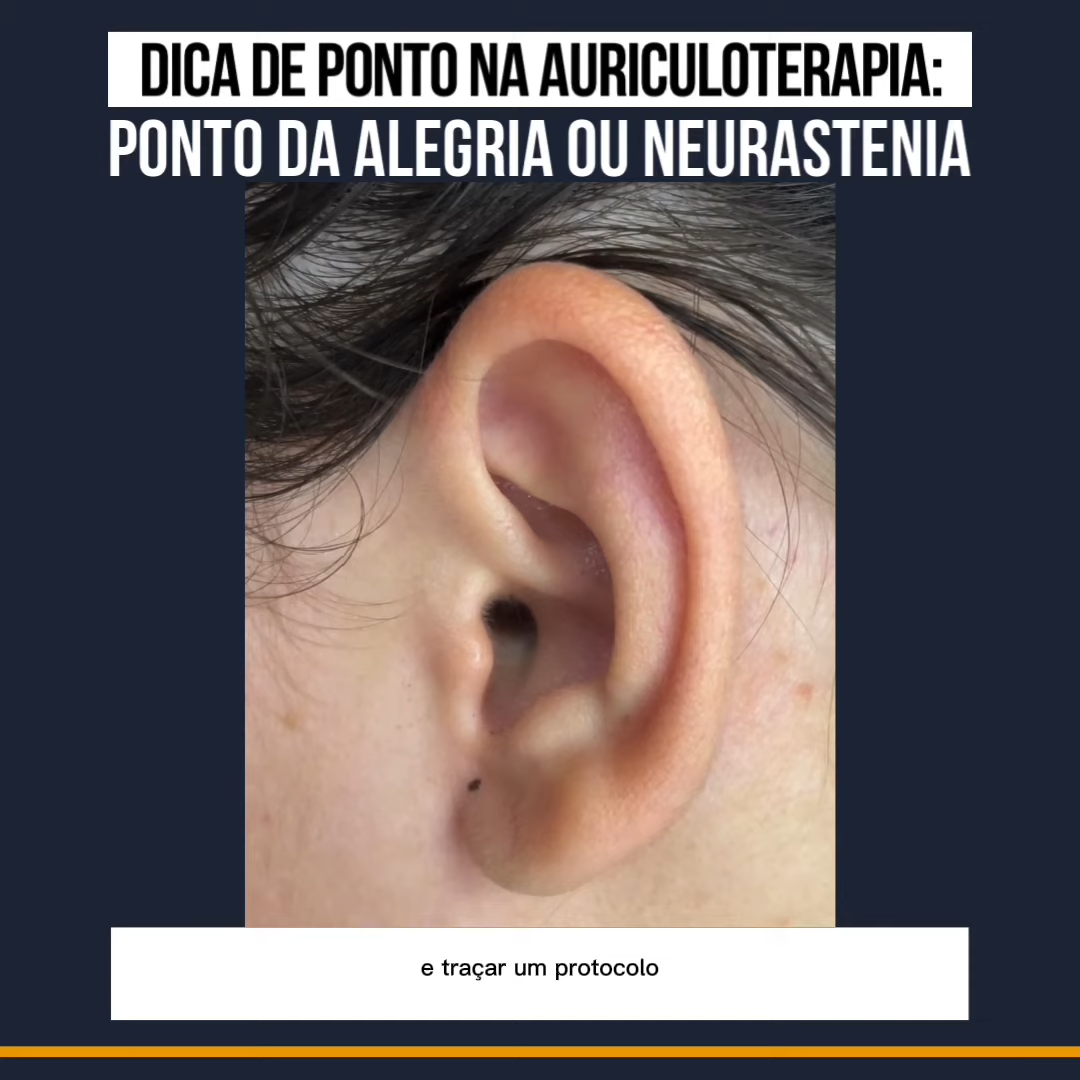 DICA DE PONTO NA AURICULOTERAPIA:
PONTO DA ALEGRIA OU NEURASTENIA
e traçar um protocolo